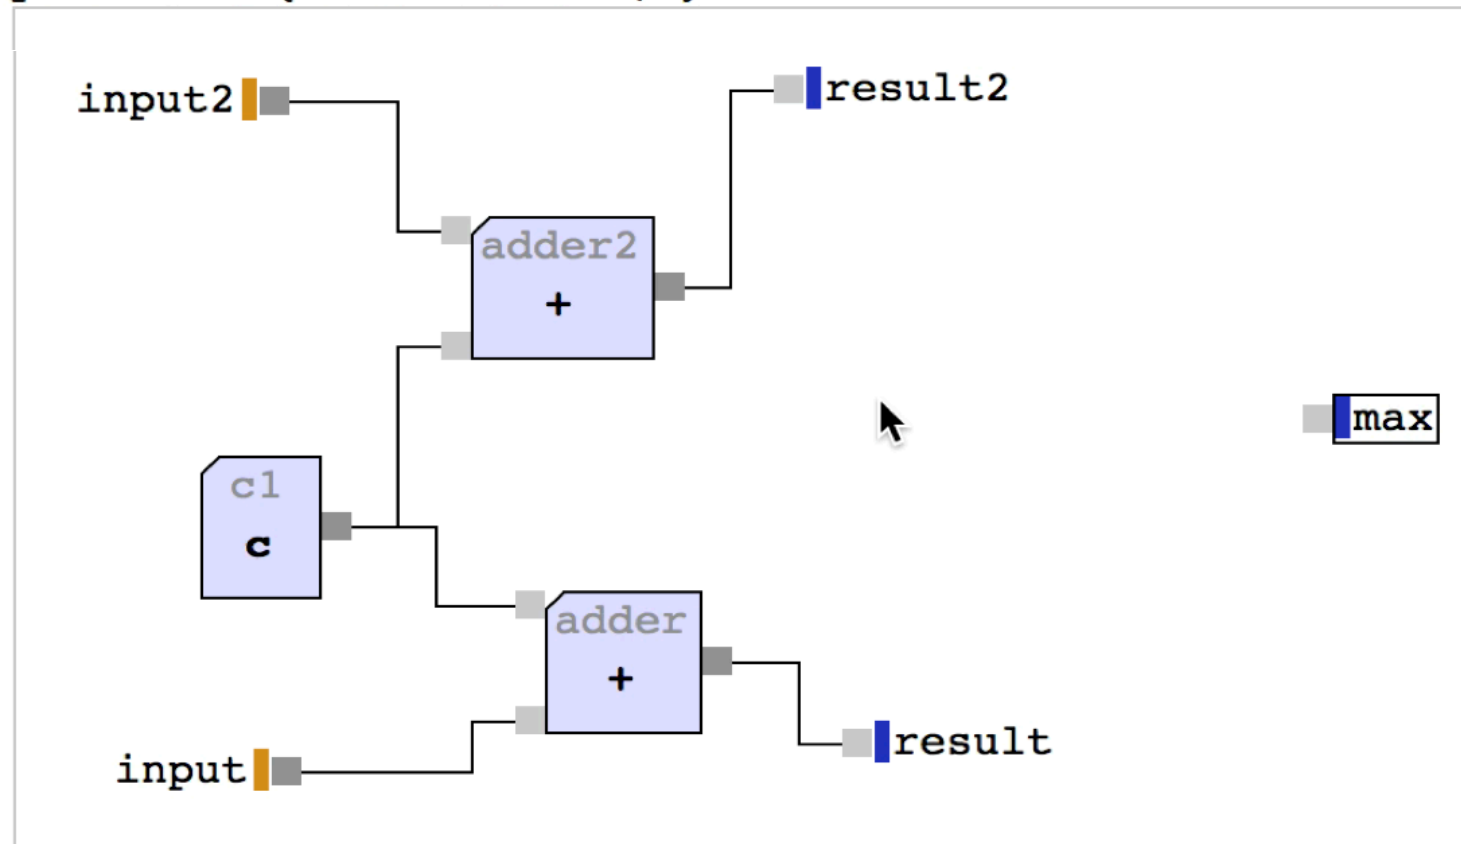 input2
result2
adder2
+
max
c1
c
adder
+
result
input